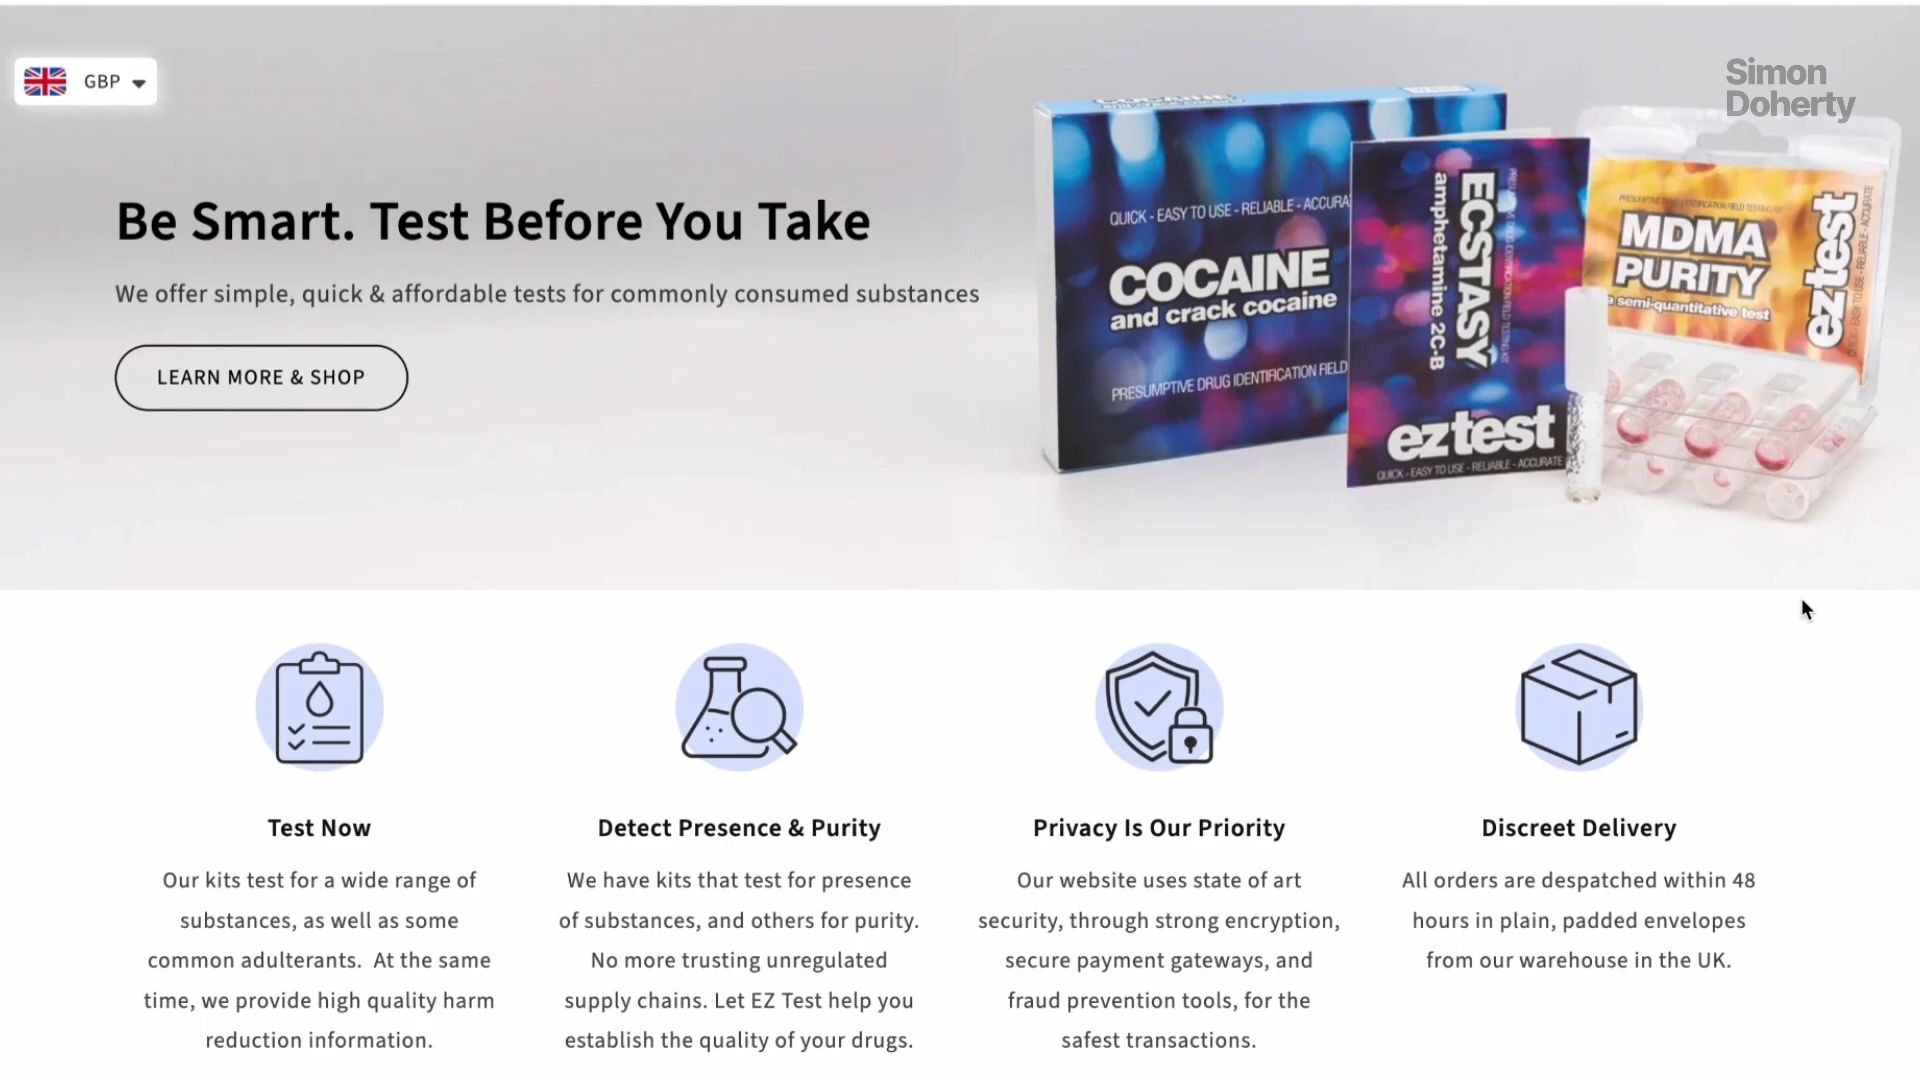 GBP
Simon
Doherty
Be Smart. Test Before You Take
We offer simple, quick & affordable tests for commonly consumed substances
LEARN MORE & SHOP
QUICK - EASY TO USE - RELIABLE - ACCURA
COCAINE
and crack cocaine
PRESUMPTIVE DRUG IDENTIFICATION FIELD
ECSTASY
amphetamine 2C-B
eztest
QUICK - EASY TO USE - RELIABLE - ACCURATE
MDMA
PURITY
a semi-quantitative test
eztest
QUICK - EASY TO USE - RELIABLE - ACCURATE
Test Now
Our kits test for a wide range of
substances, as well as some
common adulterants. At the same
time, we provide high quality harm
reduction information.
Detect Presence & Purity
We have kits that test for presence
of substances, and others for purity.
No more trusting unregulated
supply chains. Let EZ Test help you
establish the quality of your drugs.
Privacy Is Our Priority
Our website uses state of art
security, through strong encryption,
secure payment gateways, and
fraud prevention tools, for the
safest transactions.
Discreet Delivery
All orders are despatched within 48
hours in plain, padded envelopes
from our warehouse in the UK.